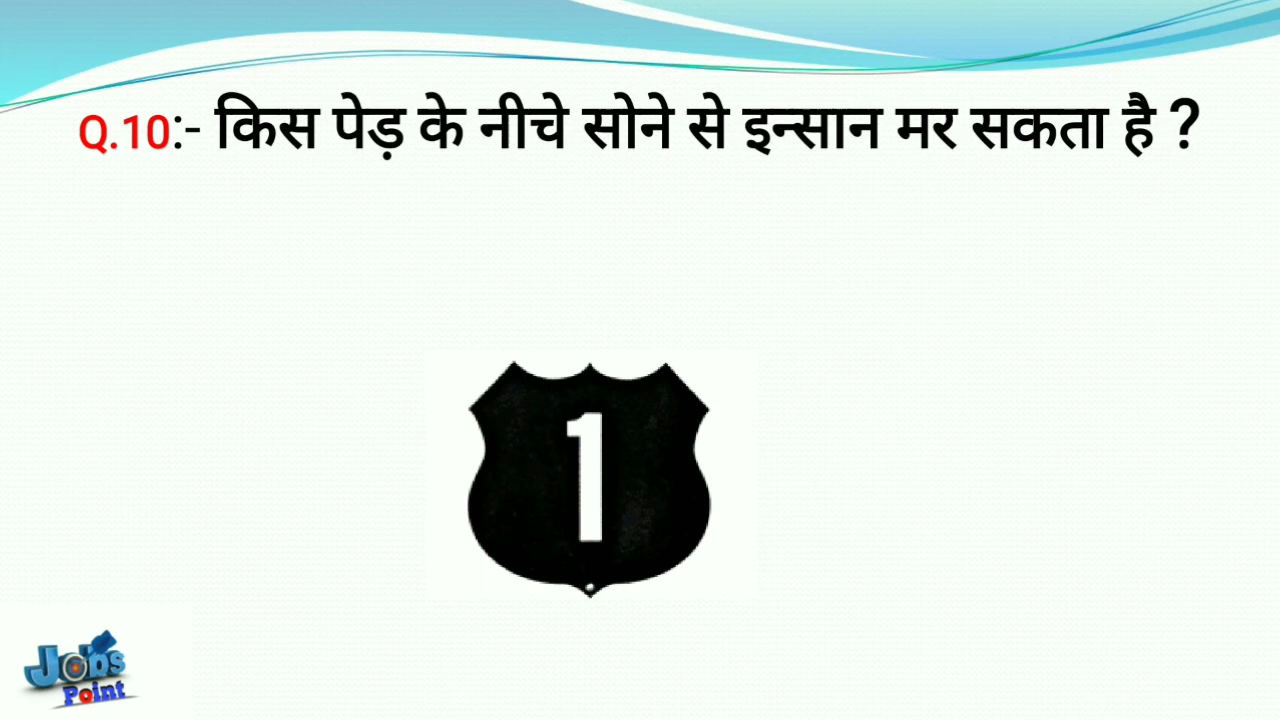 Q.10:- किस पेड़ के नीचे सोने से इन्सान मर सकता है ?
1
Jobs
Point